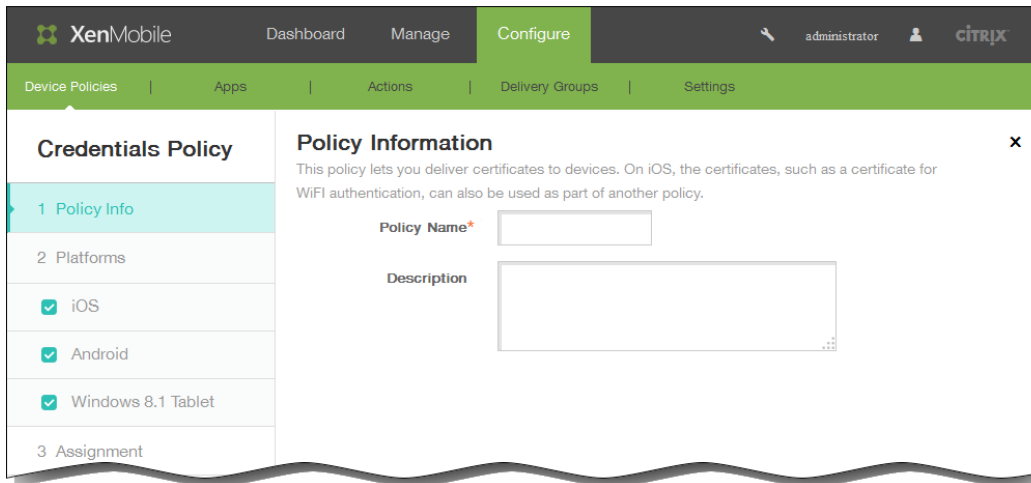 XenMobile Dashboard Manage Configure administrator CITRIX
Device Policies | Apps | Actions | Delivery Groups | Settings
Credentials Policy
1 Policy Info
2 Platforms
iOS
Android
Windows 8.1 Tablet
3 Assignment
Policy Information x
This policy lets you deliver certificates to devices. On iOS, the certificates, such as a certificate for
WiFI authentication, can also be used as part of another policy.
Policy Name*
Description